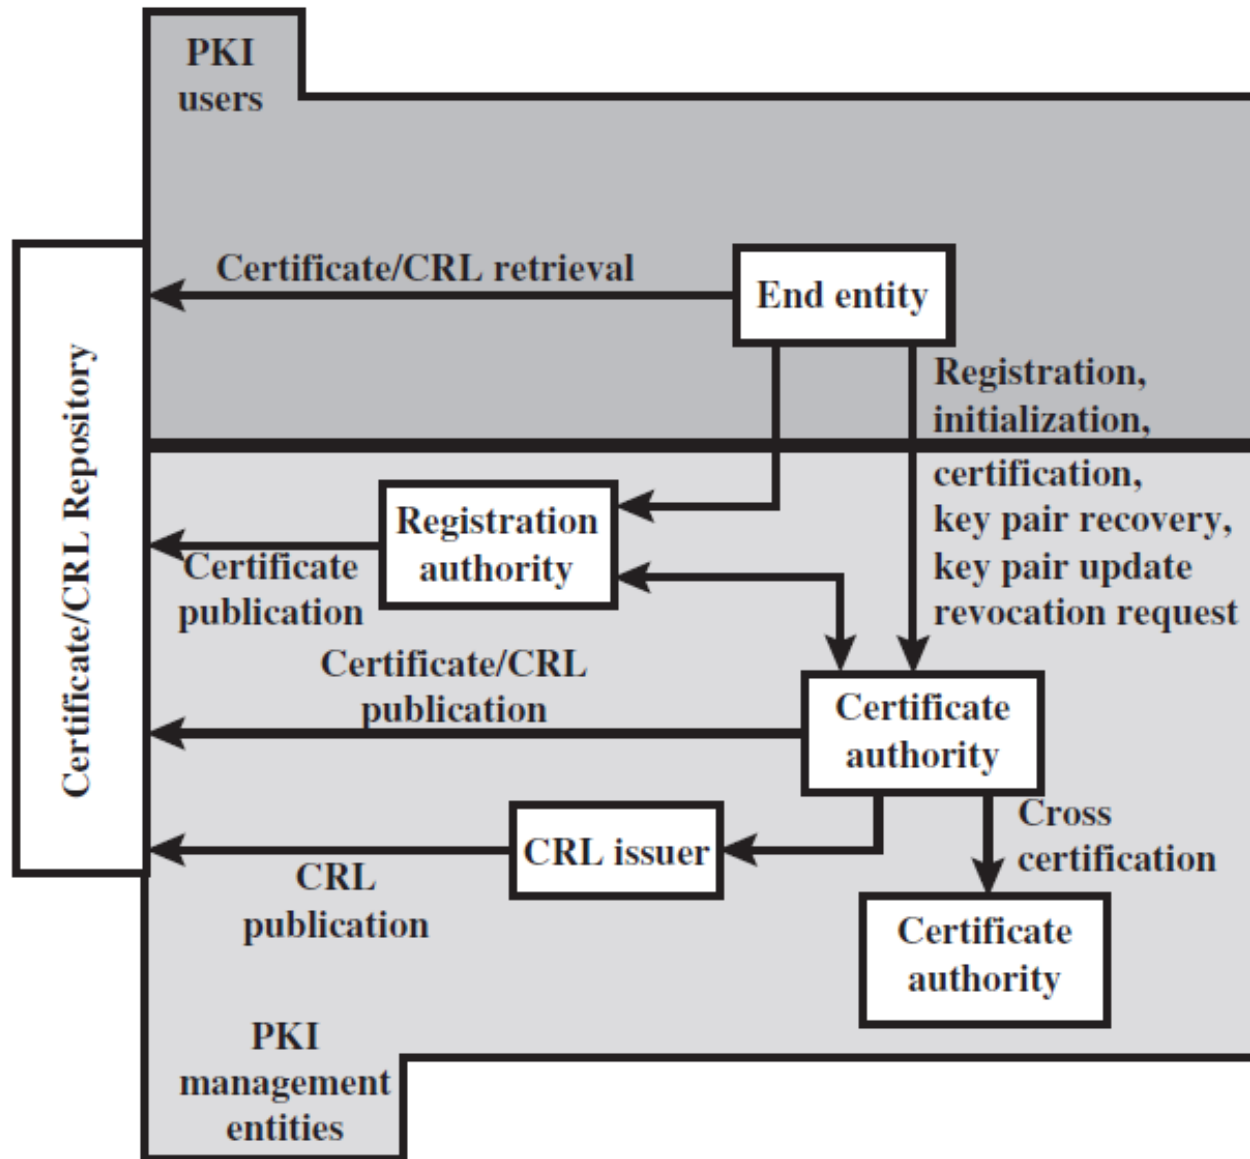 PKI
users
Certificate/CRL retrieval
End entity
Registration,
initialization,
certification,
key pair recovery,
key pair update
revocation request
Certificate/CRL Repository
Registration
authority
Certificate
publication
Certificate/CRL
publication
Certificate
authority
CRL issuer
CRL
publication
Cross
certification
Certificate
authority
PKI
management
entities